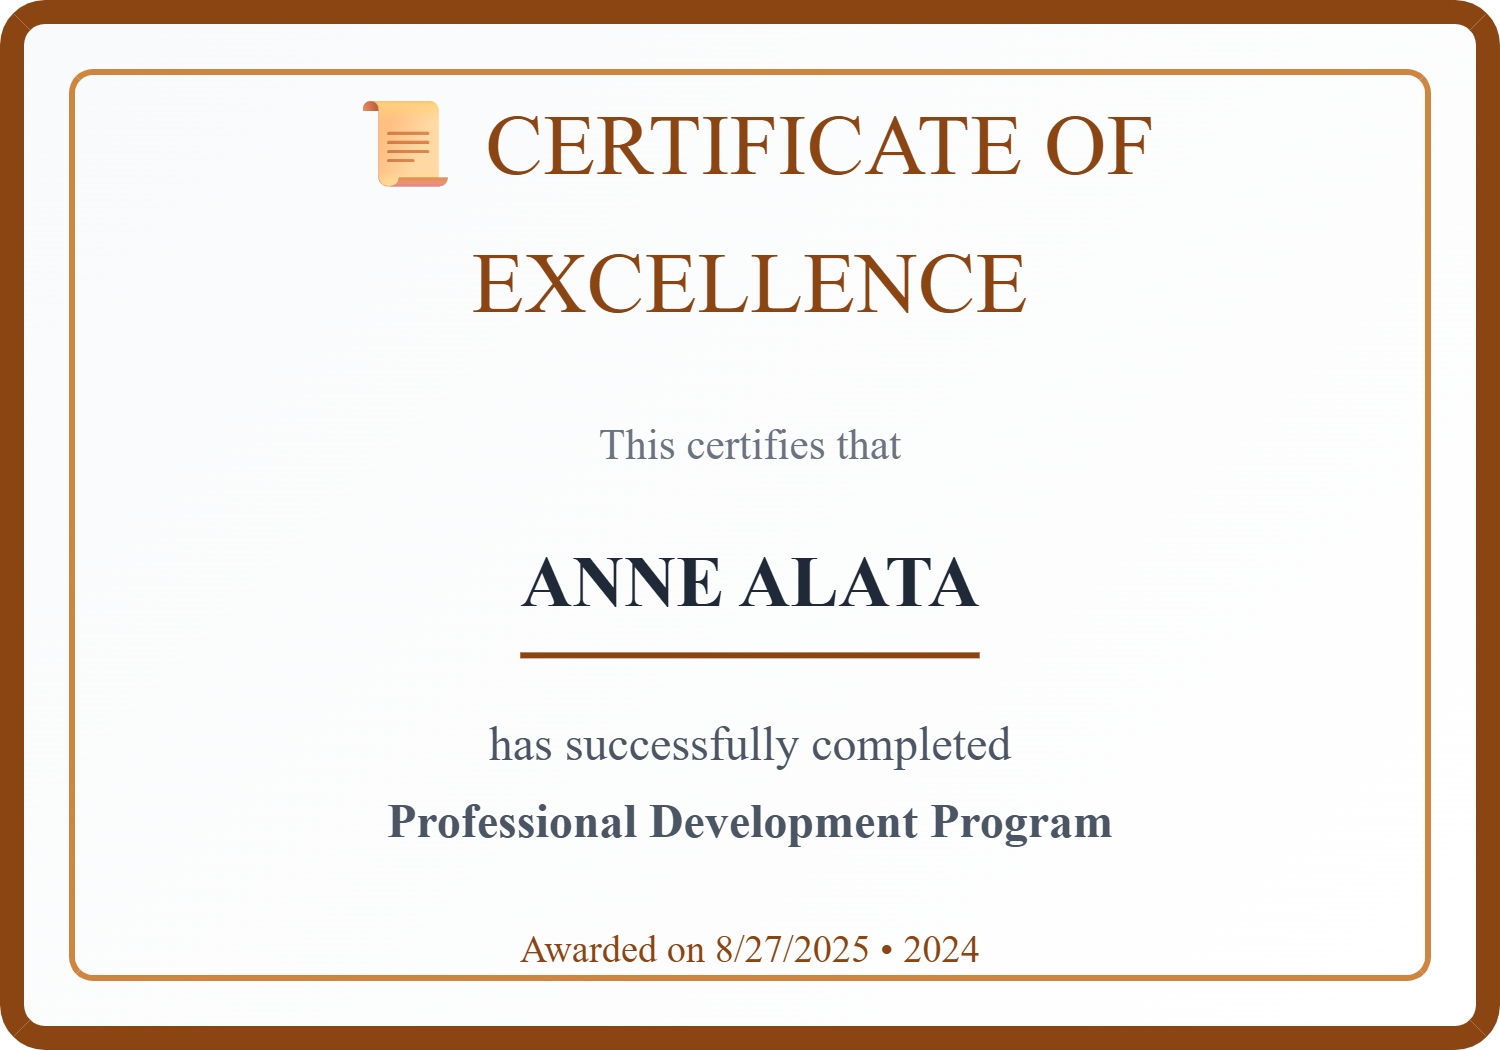 CERTIFICATE OF
EXCELLENCE
This certifies that
ANNE ALATA
has successfully completed
Professional Development Program
Awarded on 8/27/2025 • 2024